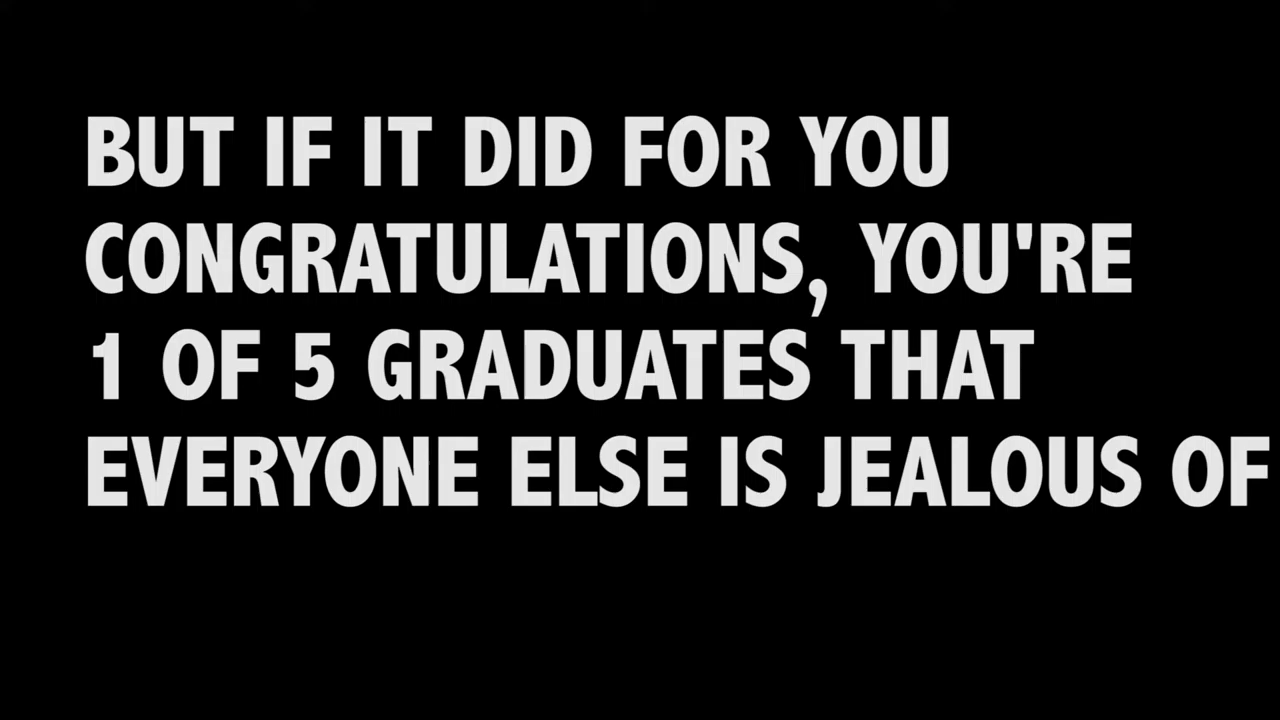 BUT IF IT DID FOR YOU
CONGRATULATIONS, YOU'RE
1 OF 5 GRADUATES THAT
EVERYONE ELSE IS JEALOUS OF